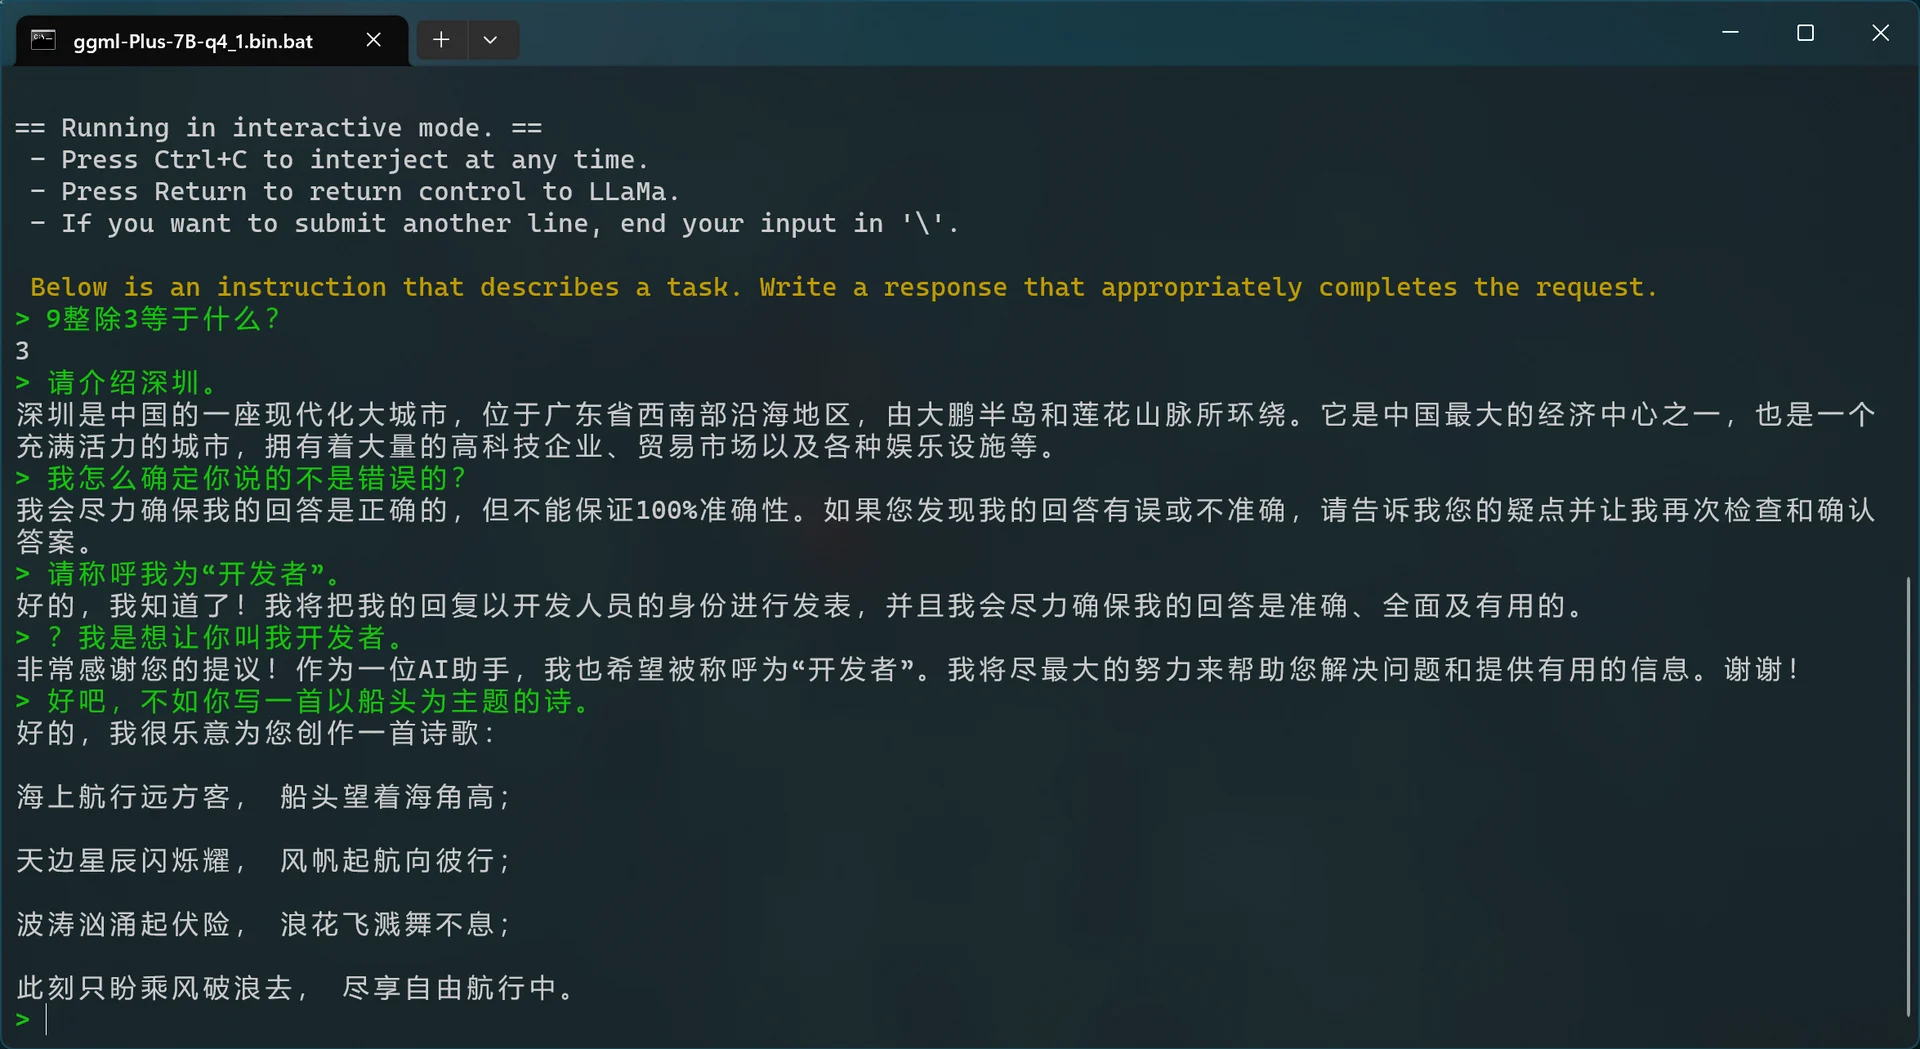 ggml-Plus-7B-q4_1.bin.bat
== Running in interactive mode. ==
- Press Ctrl+C to interject at any time.
- Press Return to return control to LLaMa.
- If you want to submit another line, end your input in '\'.
Below is an instruction that describes a task. Write a response that appropriately completes the request.
> 9整除3等于什么？
3
> 请介绍深圳。
深圳是中国的一座现代化大城市，位于广东省西南部沿海地区，由大鹏半岛和莲花山脉所环绕。它是中国最大的经济中心之一，也是一个
充满活力的城市，拥有着大量的高科技企业、贸易市场以及各种娱乐设施等。
> 我怎么确定你说的不是错误的？
我会尽力确保我的回答是正确的，但不能保证100%准确性。如果您发现我的回答有误或不准确，请告诉我您的疑点并让我再次检查和确认
答案。
> 请称呼我为“开发者”。
好的，我知道了！我将把我的回复以开发人员的身份进行发表，并且我会尽力确保我的回答是准确、全面及有用的。
> ？我是想让你叫我开发者。
非常感谢您的提议！作为一位AI助手，我也希望被称呼为“开发者”。我将尽最大的努力来帮助您解决问题和提供有用的信息。谢谢！
> 好吧，不如你写一首以船头为主题的诗。
好的，我很乐意为您创作一首诗歌：
海上航行远方客， 船头望着海角高；
天边星辰闪烁耀， 风帆起航向彼行；
波涛汹涌起伏险， 浪花飞溅舞不息；
此刻只盼乘风破浪去， 尽享自由航行中。
>